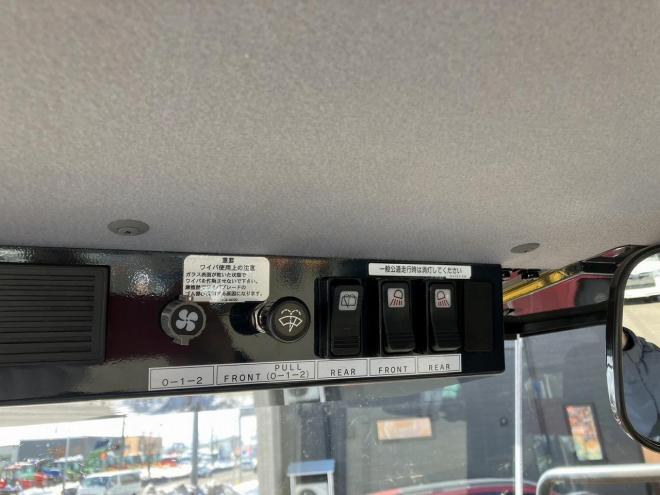 重要
ワイパ使用上の注意
ガラス表面が乾いた状態で
ワイパを作動させないで下さい。
一般公道走行時は消灯してください
0-1-2
PULL
FRONT (0-1-2)
REAR
FRONT
REAR